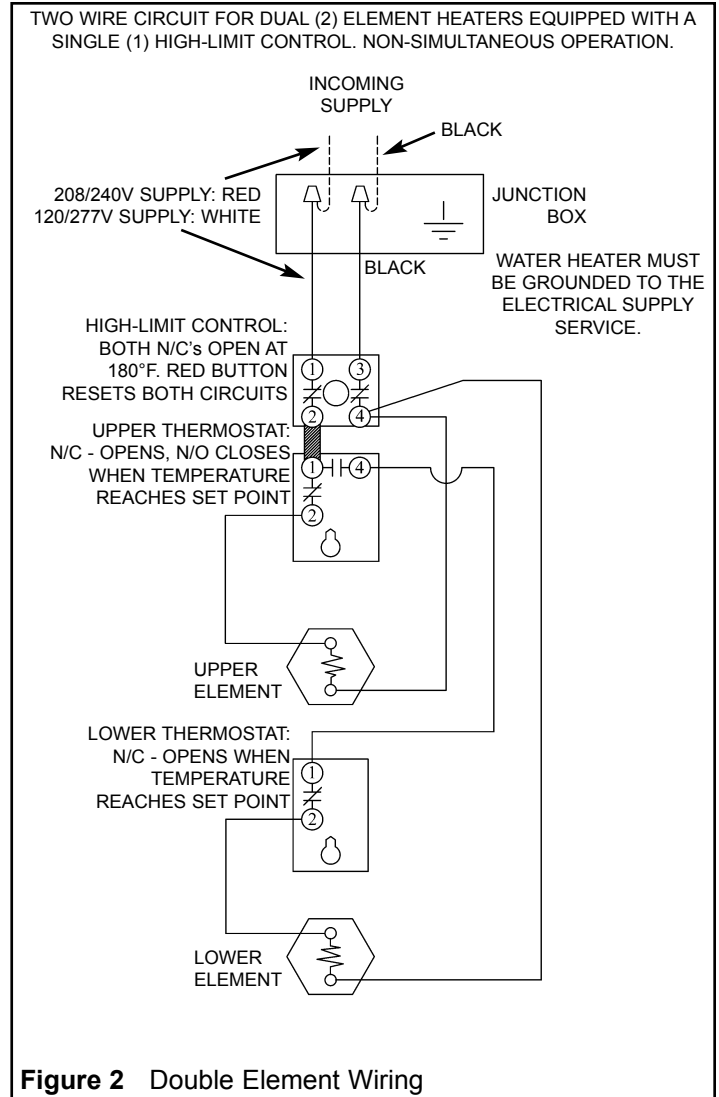 TWO WIRE CIRCUIT FOR DUAL (2) ELEMENT HEATERS EQUIPPED WITH A
SINGLE (1) HIGH-LIMIT CONTROL. NON-SIMULTANEOUS OPERATION.
INCOMING
SUPPLY
BLACK
208/240V SUPPLY: RED
120/277V SUPPLY: WHITE
JUNCTION
BOX
BLACK
WATER HEATER MUST
BE GROUNDED TO THE
ELECTRICAL SUPPLY
SERVICE.
HIGH-LIMIT CONTROL:
BOTH N/C's OPEN AT
180°F. RED BUTTON
RESETS BOTH CIRCUITS
1 3
2 4
UPPER THERMOSTAT:
N/C - OPENS, N/O CLOSES
WHEN TEMPERATURE
REACHES SET POINT
1 4
2
UPPER
ELEMENT
LOWER THERMOSTAT:
N/C - OPENS WHEN
TEMPERATURE
REACHES SET POINT
1
2
LOWER
ELEMENT
Figure 2 Double Element Wiring